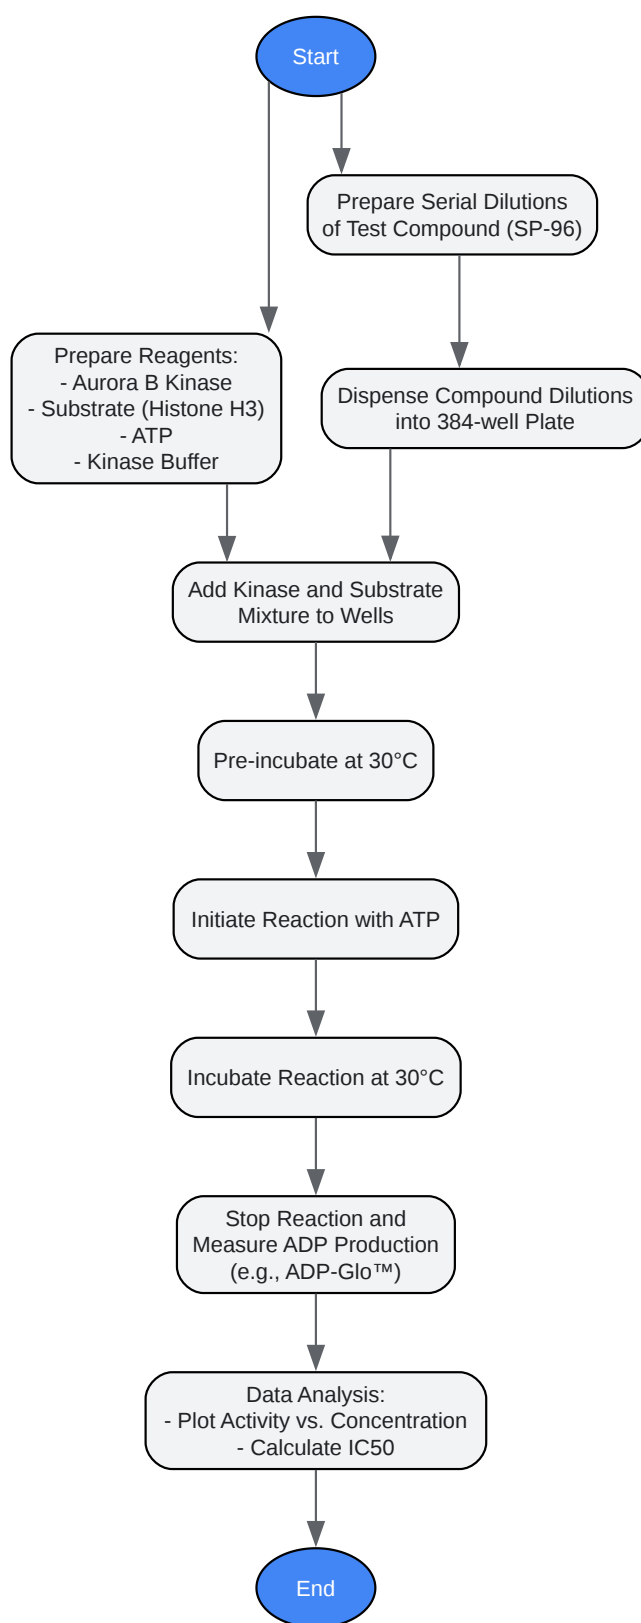 Start
Prepare Serial Dilutions
of Test Compound (SP-96)
Prepare Reagents:
- Aurora B Kinase
- Substrate (Histone H3)
- ATP
- Kinase Buffer
Dispense Compound Dilutions
into 384-well Plate
Add Kinase and Substrate
Mixture to Wells
Pre-incubate at 30°C
Initiate Reaction with ATP
Incubate Reaction at 30°C
Stop Reaction and
Measure ADP Production
(e.g., ADP-Glo™)
Data Analysis:
- Plot Activity vs. Concentration
- Calculate IC50
End